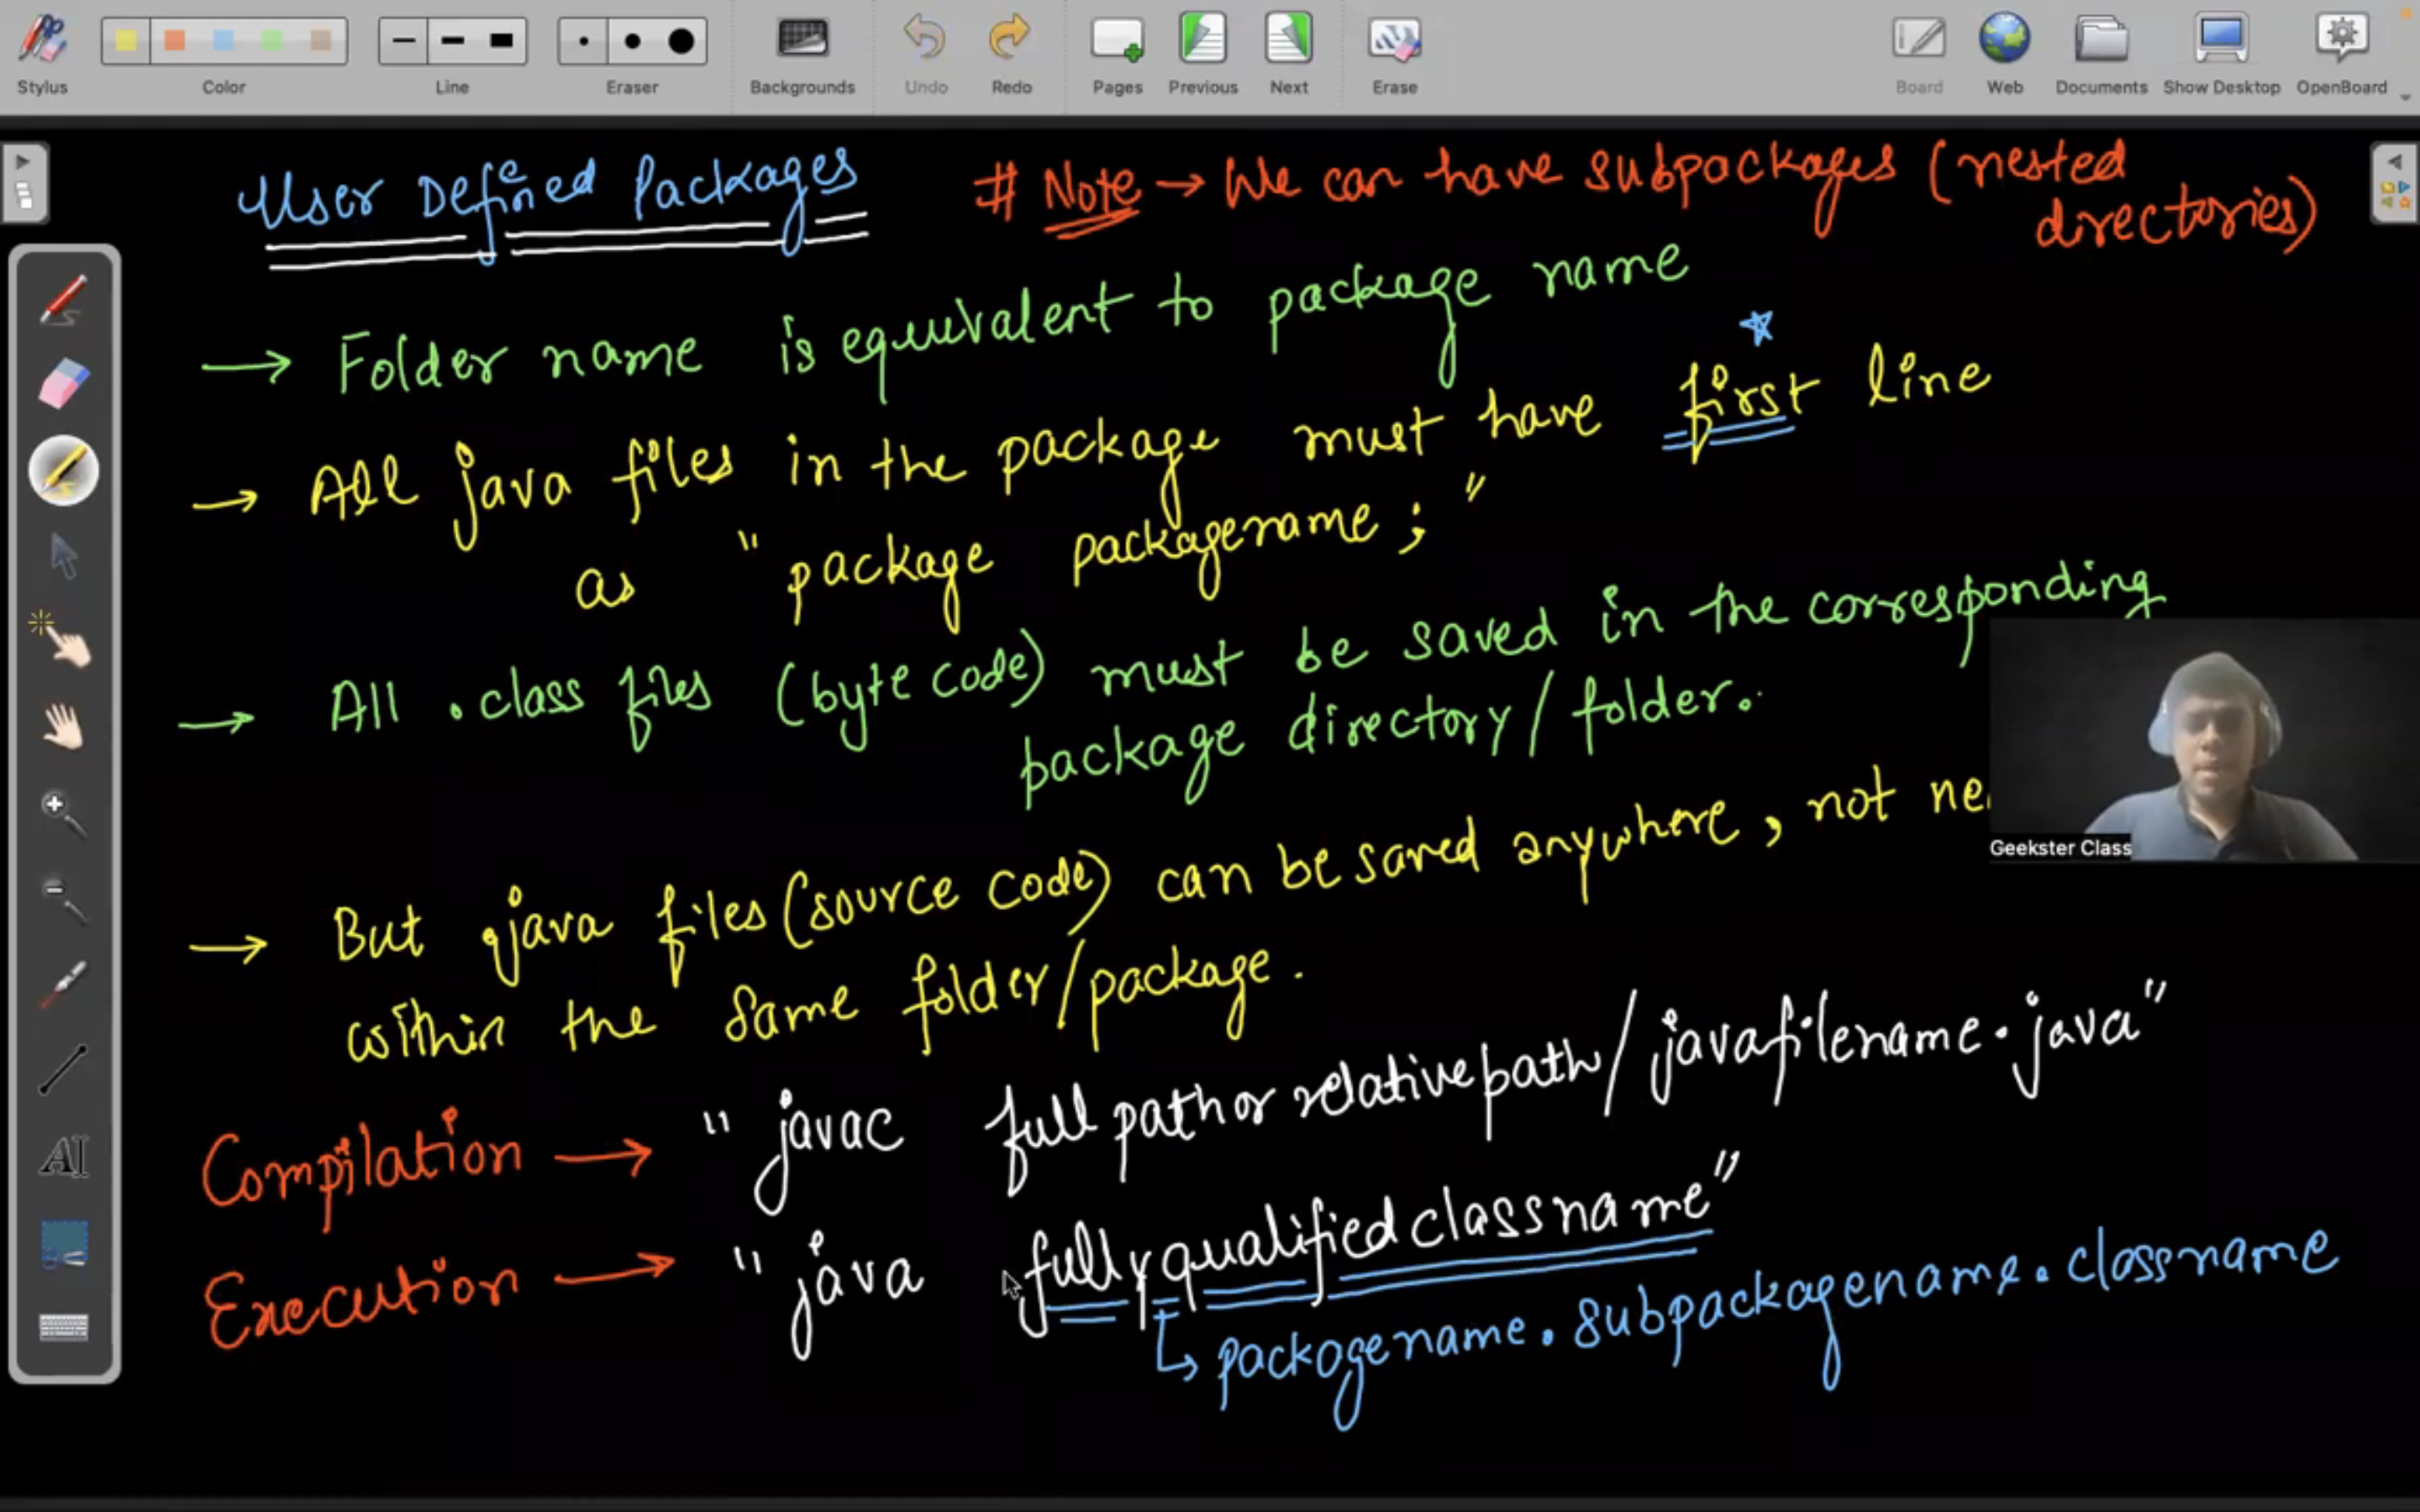 Stylus
Color
Line
Eraser
Backgrounds
Undo
Redo
Pages
Previous
Next
Erase
Board
Web
Documents
Show Desktop
OpenBoard
User Defined Packages
# Note → We can have subpackages (nested
directories)
→ Folder name is equivalent to package name
→ All java files in the package must have first line
as "package packagename;"
→ All .class files (byte code) must be saved in the corresponding
package directory/folder.
→ But java files (source code) can be saved anywhere, not
within the same folder/package.
Geekster Class
Compilation → "javac full path or relative path/javafilename.java"
Execution → "java fully qualified classname"
↳ packagename.subpackagename.classname
AI